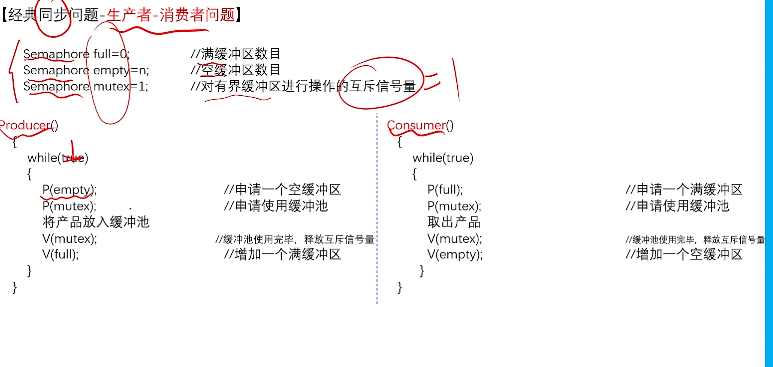 【经典同步问题-生产者-消费者问题】
Semaphore full=0; //满缓冲区数目
Semaphore empty=n; //空缓冲区数目
Semaphore mutex=1; //对有界缓冲区进行操作的互斥信号量 =1
Producer()
{
while(true)
{
P(empty); //申请一个空缓冲区
P(mutex); //申请使用缓冲池
将产品放入缓冲池
V(mutex); //缓冲池使用完毕，释放互斥信号量
V(full); //增加一个满缓冲区
}
}
Consumer()
{
while(true)
{
P(full); //申请一个满缓冲区
P(mutex); //申请使用缓冲池
取出产品
V(mutex); //缓冲池使用完毕，释放互斥信号量
V(empty); //增加一个空缓冲区
}
}